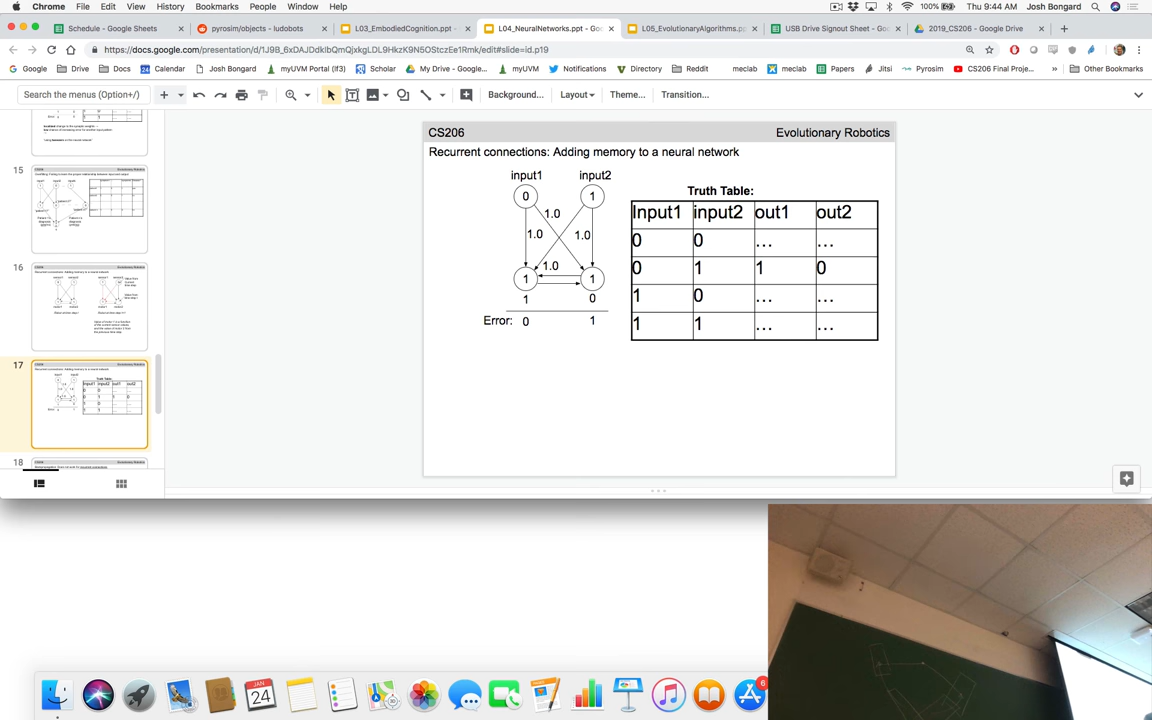 Chrome File Edit View History Bookmarks People Window Help 100% Thu 9:44 AM Josh Bongard
Schedule - Google Sheets pyrosim/objects - ludobots L03_EmbodiedCognition.ppt - L04_NeuralNetworks.ppt - Go L05_EvolutionaryAlgorithms.pp USB Drive Signout Sheet - Go 2019_CS206 - Google Drive
https://docs.google.com/presentation/d/1J9B_6xDAJDdklbQmQjxkgLDL9HkzK9N5OStczEe1Rmk/edit#slide=id.p19
Google Drive Docs Calendar Josh Bongard myUVM Portal (lf3) Scholar My Drive - Google... myUVM Notifications Directory Reddit meclab meclab Papers Jitsi Pyrosim CS206 Final Proje... Other Bookmarks
Search the menus (Option+/) Background... Layout Theme... Transition...
CS206 Evolutionary Robotics
Recurrent connections: Adding memory to a neural network
input1 input2
0 1
1.0
1.0 1.0
1.0
1 1
1 0
Error: 0 1
Truth Table:
Input1 input2 out1 out2
0 0 ... ...
0 1 1 0
1 0 ... ...
1 1 ... ...
15
16
17
18
JAN
24
6